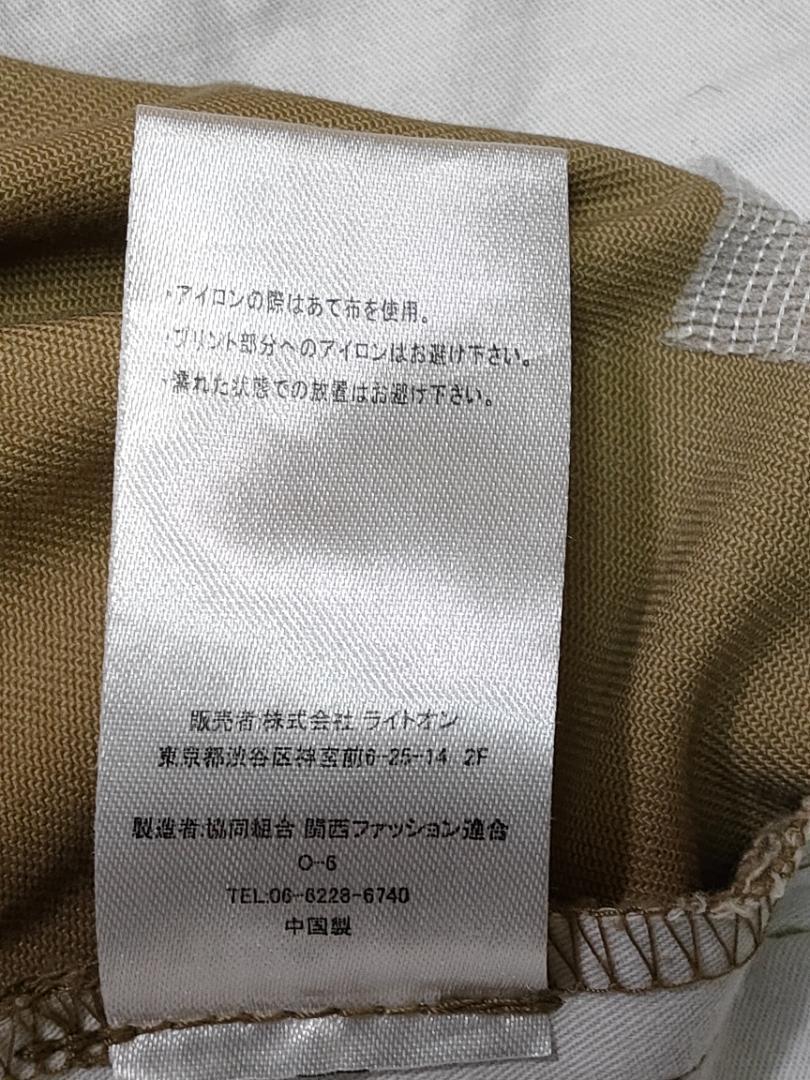 ・アイロンの際はあて布を使用。
・プリント部分へのアイロンはお避け下さい。
・濡れた状態での放置はお避け下さい。
販売者:株式会社 ライトオン
東京都渋谷区神宮前6-25-14 2F
製造者:協同組合 関西ファッション連合
O-6
TEL:06-6228-6740
中国製